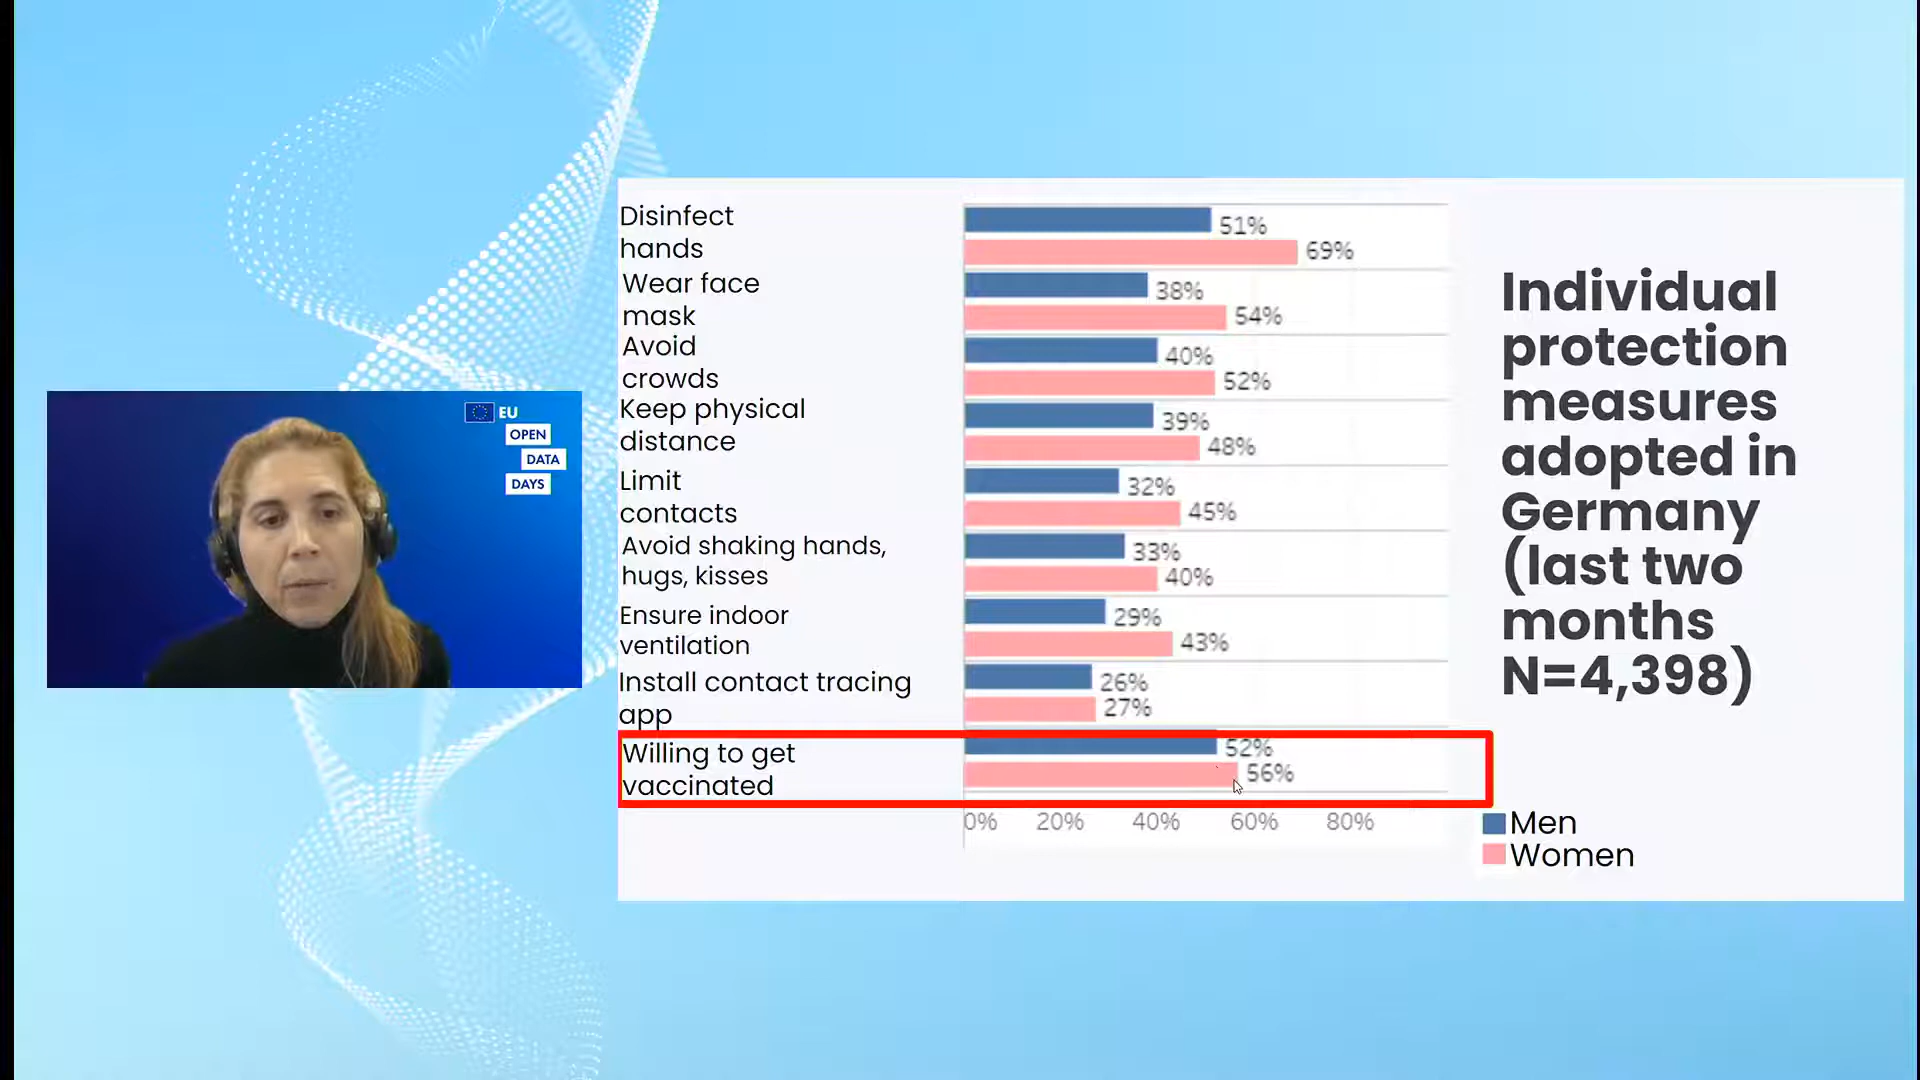 EU
OPEN
DATA
DAYS
Disinfect
hands
51%
69%
Wear face
mask
38%
54%
Avoid
crowds
40%
52%
Keep physical
distance
39%
48%
Limit
contacts
32%
45%
Avoid shaking hands,
hugs, kisses
33%
40%
Ensure indoor
ventilation
29%
43%
Install contact tracing
app
26%
27%
Willing to get
vaccinated
52%
56%
0% 20% 40% 60% 80%
Individual
protection
measures
adopted in
Germany
(last two
months
N=4,398)
Men
Women